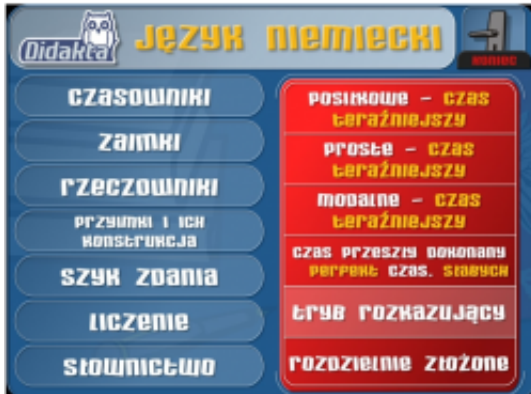 Didakta
Język niemiecki
koniec
czasowniki
zaimki
rzeczowniki
przyimki i ich
konstrukcja
szyk zdania
liczenie
słownictwo
posiłkowe – czas
teraźniejszy
proste – czas
teraźniejszy
modalne – czas
teraźniejszy
czas przeszły dokonany
perfekt czas. słabych
tryb rozkazujący
rozdzielnie złożone